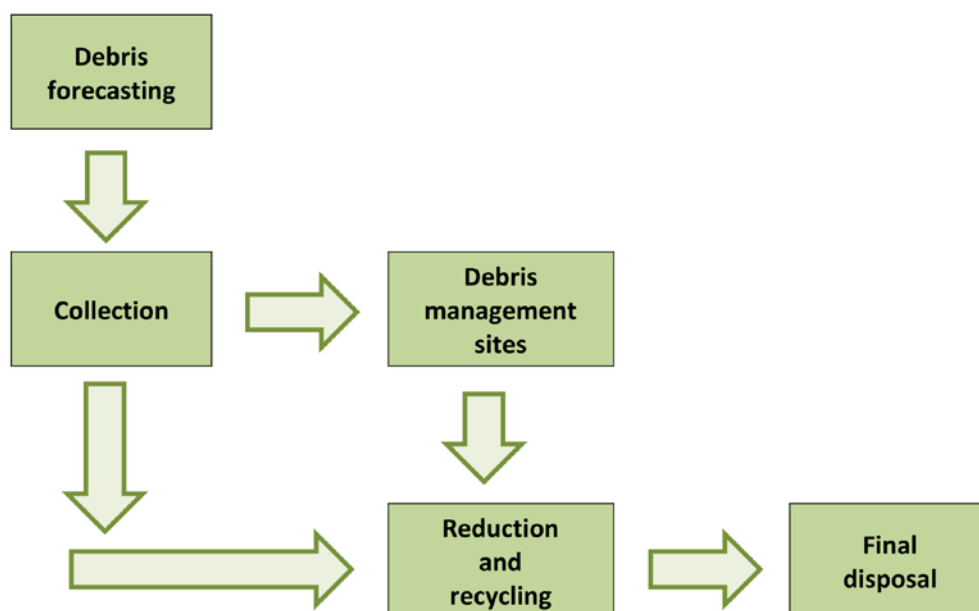 Debris
forecasting
Collection
Debris
management
sites
Reduction
and
recycling
Final
disposal